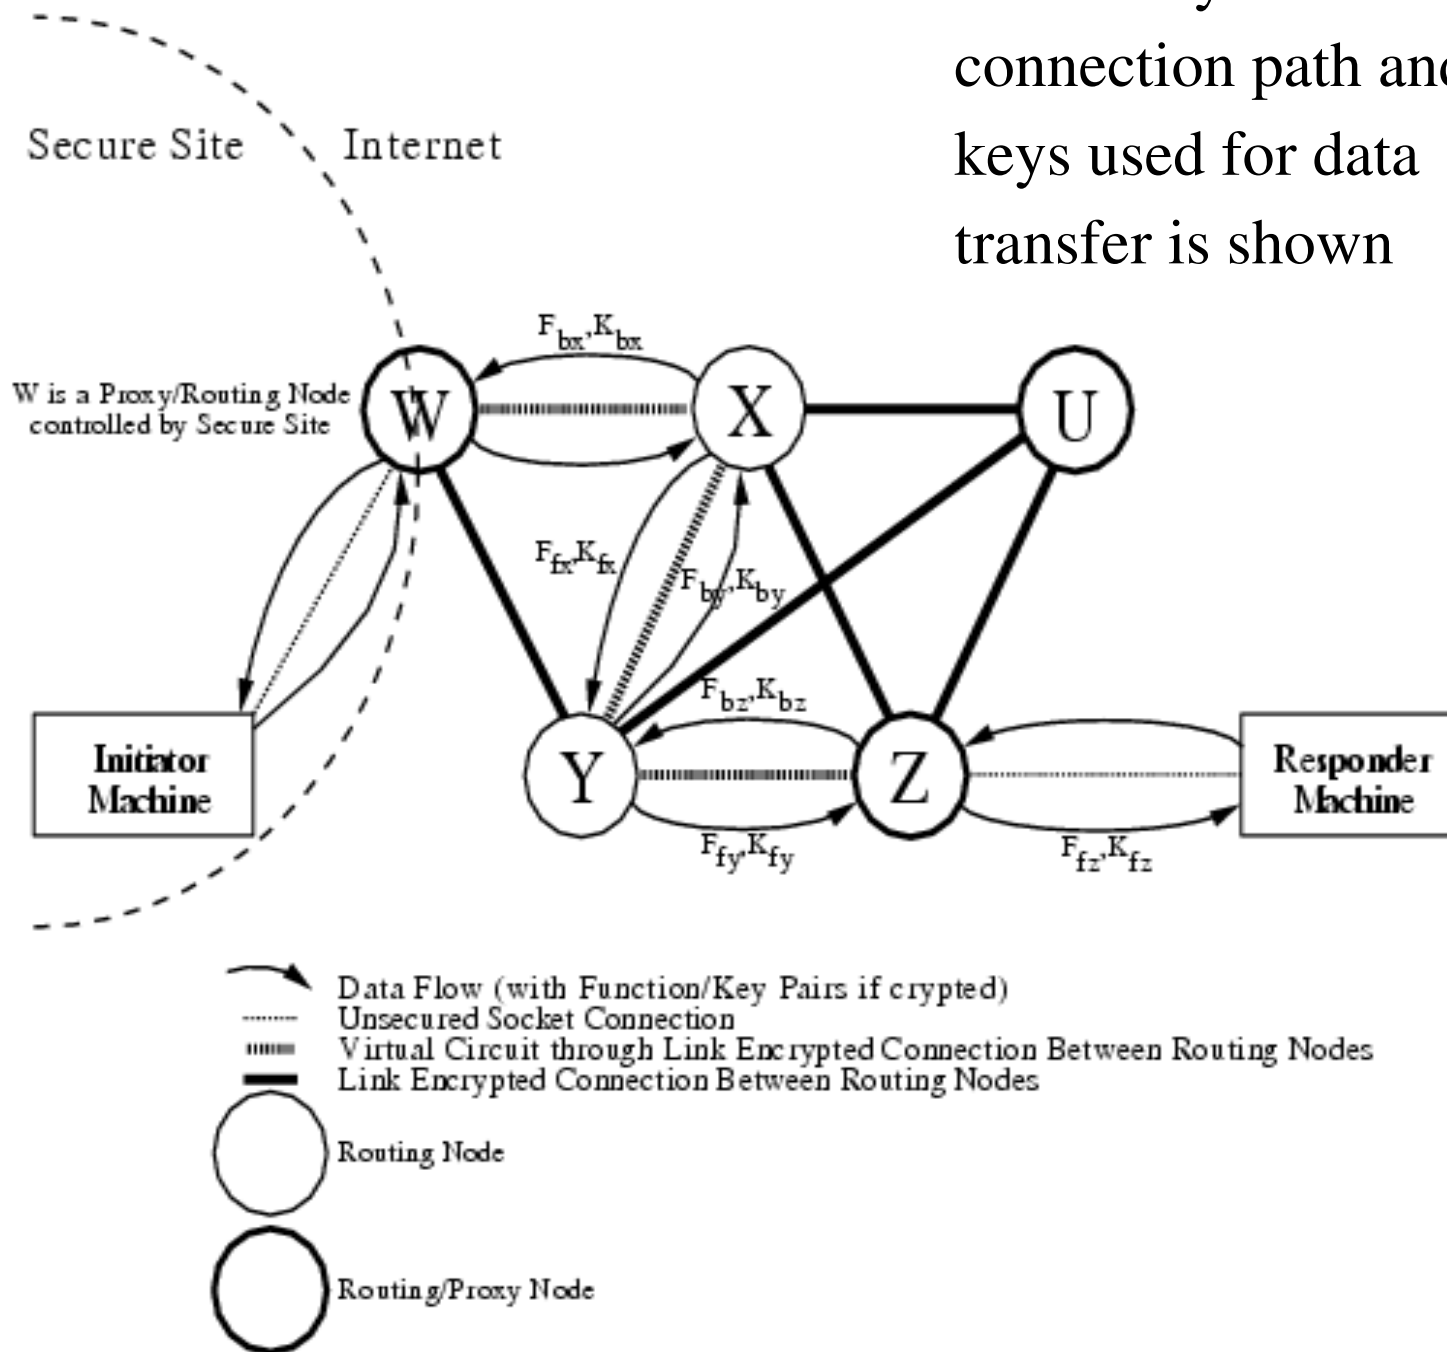 connection path and
keys used for data
transfer is shown
Secure Site
Internet
F_bx,K_bx
W is a Proxy/Routing Node
controlled by Secure Site
W
X
U
F_fx,K_fx
F_by,K_by
F_bz,K_bz
Initiator
Machine
Y
Z
Responder
Machine
F_fy,K_fy
F_fz,K_fz
Data Flow (with Function/Key Pairs if crypted)
Unsecured Socket Connection
Virtual Circuit through Link Encrypted Connection Between Routing Nodes
Link Encrypted Connection Between Routing Nodes
Routing Node
Routing/Proxy Node